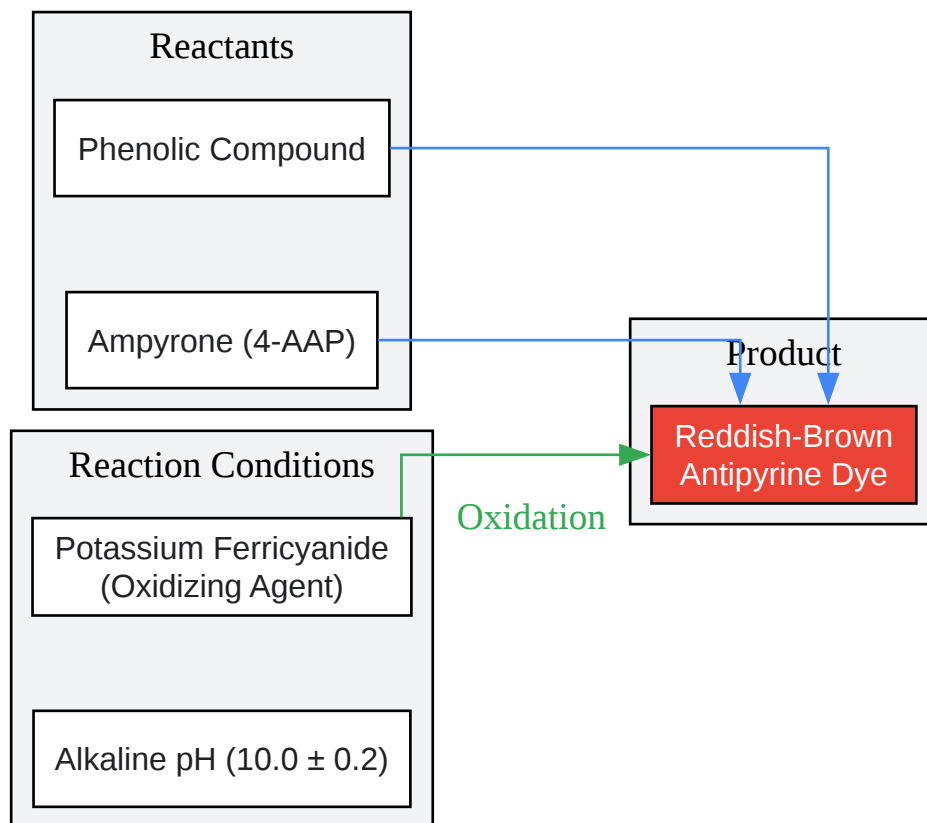 Reactants
Phenolic Compound
Ampyrone (4-AAP)
Product
Reddish-Brown
Antipyrine Dye
Reaction Conditions
Oxidation
Potassium Ferricyanide
(Oxidizing Agent)
Alkaline pH (10.0 ± 0.2)